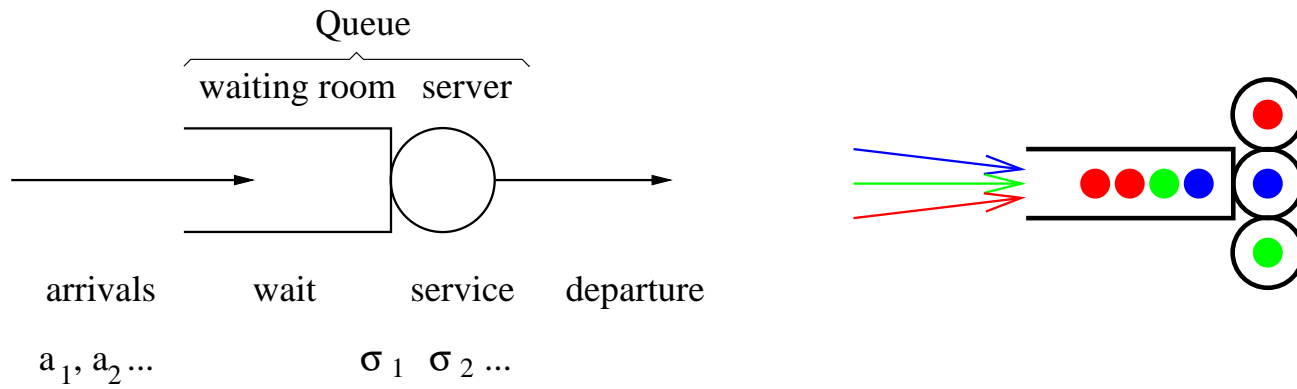 Queue
waiting room server
arrivals wait service departure
a1, a2 ... σ1 σ2 ...